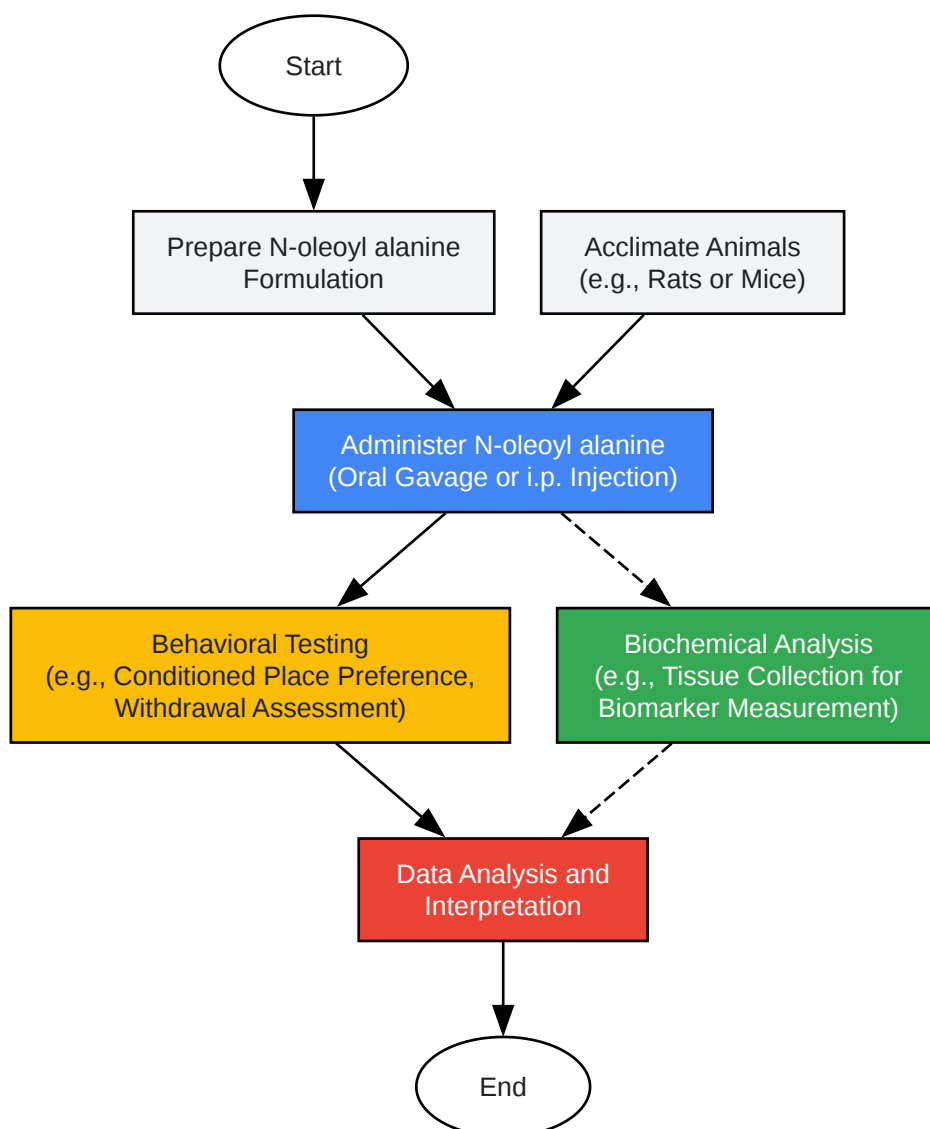 Start
Prepare N-oleoyl alanine
Formulation
Acclimate Animals
(e.g., Rats or Mice)
Administer N-oleoyl alanine
(Oral Gavage or i.p. Injection)
Behavioral Testing
(e.g., Conditioned Place Preference,
Withdrawal Assessment)
Biochemical Analysis
(e.g., Tissue Collection for
Biomarker Measurement)
Data Analysis and
Interpretation
End